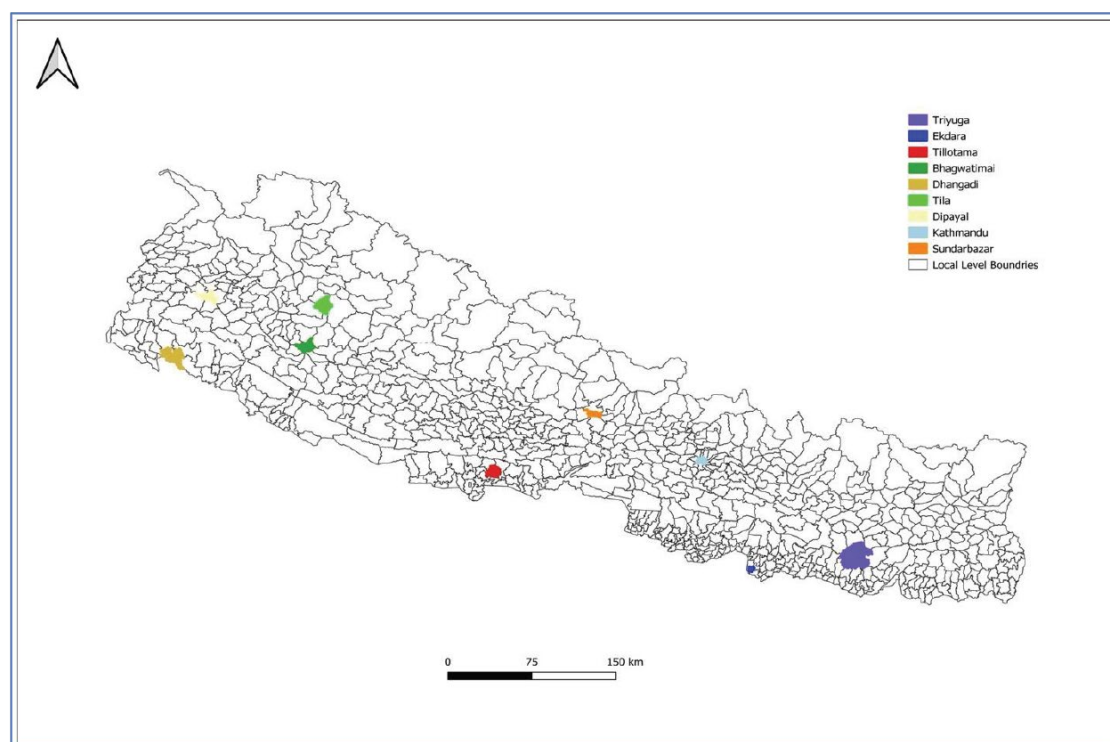 Triyuga
Ekdara
Tillotama
Bhagwatimai
Dhangadi
Tila
Dipayal
Kathmandu
Sundarbazar
Local Level Boundries
0 75 150 km